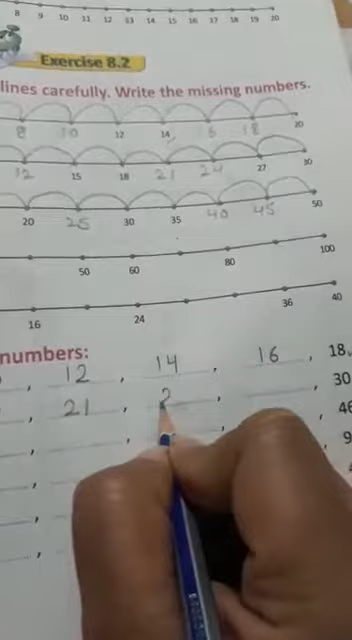 8 9 10 11 12 13 14 15 16 17 18 19 20
Exercise 8.2
lines carefully. Write the missing numbers.
8 10 12 14 16 18 20
12 15 18 21 24 27 30
20 25 30 35 40 45 50
50 60 80 100
16 24 36 40
numbers:
, 12 , 14 , 16 , 18,
, 21 , 2 , , 30
, , , 46
, , 9
,
,
,